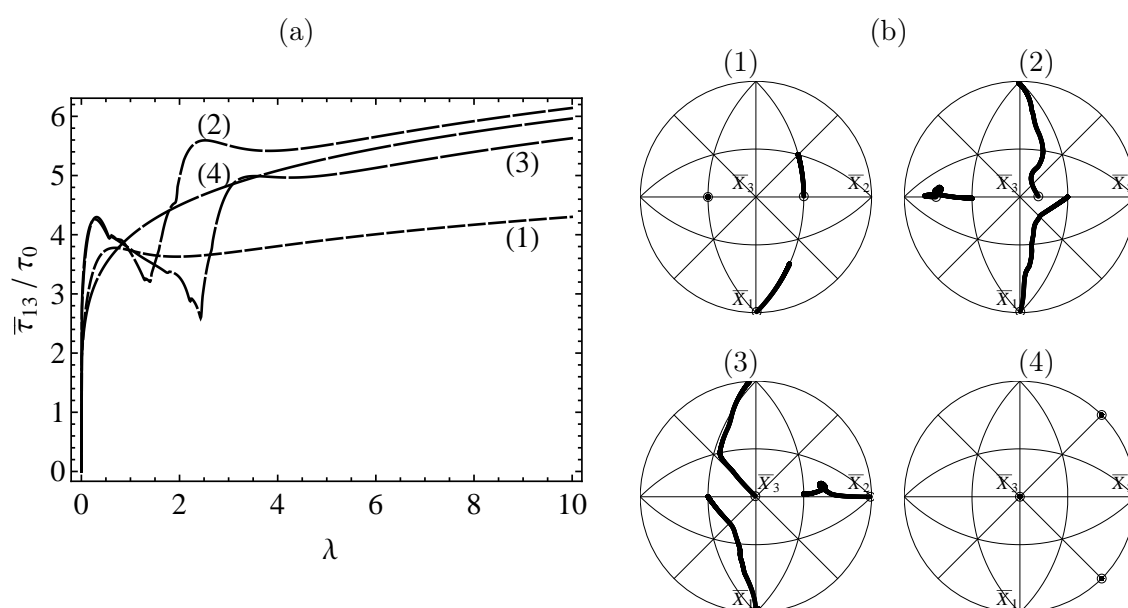 (a)
(b)
(1)
(2)
X̅₃
X̅₂
X̅₁
X̅₃
X̅
X̅₁
(3)
(4)
X̅₃
X̅₂
X̅₁
X̅₃
X̅
X̅₁
6
5
4
3
2
1
0
τ̅₁₃ / τ₀
(2)
(4)
(3)
(1)
0 2 4 6 8 10
λ